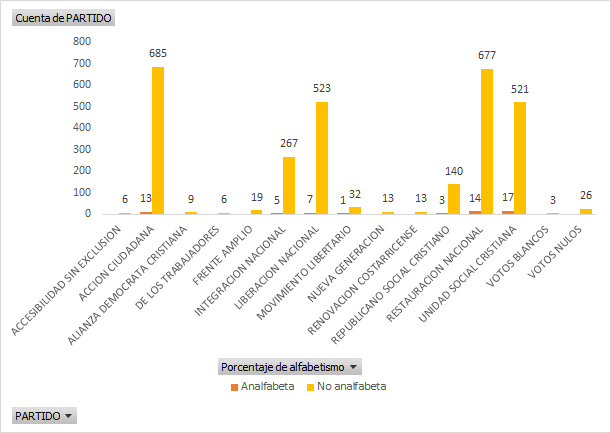 Cuenta de PARTIDO
800
700
600
500
400
300
200
100
0
6
13
685
9
6
19
5
267
7
523
1
32
13
13
3
140
14
677
17
521
3
26
ACCESIBILIDAD SIN EXCLUSION
ACCION CIUDADANA
ALIANZA DEMOCRATA CRISTIANA
DE LOS TRABAJADORES
FRENTE AMPLIO
INTEGRACION NACIONAL
LIBERACION NACIONAL
MOVIMIENTO LIBERTARIO
NUEVA GENERACION
RENOVACION COSTARRICENSE
REPUBLICANO SOCIAL CRISTIANO
RESTAURACION NACIONAL
UNIDAD SOCIAL CRISTIANA
VOTOS BLANCOS
VOTOS NULOS
Porcentaje de alfabetismo
Analfabeta No analfabeta
PARTIDO